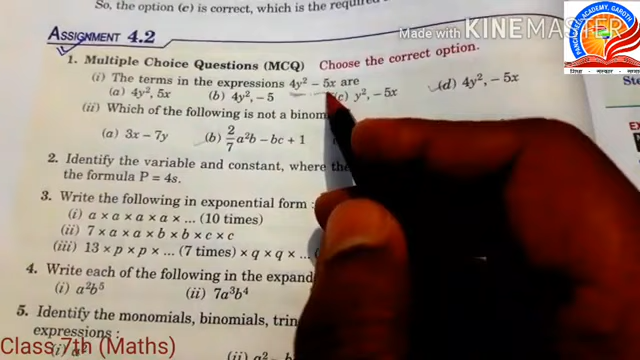 So, the option (e) is correct, which is the required
Made with KINEMASTER
ASSIGNMENT 4.2
1. Multiple Choice Questions (MCQ) Choose the correct option.
(i) The terms in the expressions 4y² – 5x are
(a) 4y², 5x (b) 4y², – 5 (c) y², – 5x (d) 4y², – 5x
(ii) Which of the following is not a binom
(a) 3x – 7y (b) 2/7 a²b – bc + 1
2. Identify the variable and constant, where the
the formula P = 4s.
3. Write the following in exponential form :
(i) a × a × a × a × ... (10 times)
(ii) 7 × a × a × b × b × c × c
(iii) 13 × p × p × ... (7 times) × q × q ...
4. Write each of the following in the expand
(i) a²b⁵ (ii) 7a³b⁴
5. Identify the monomials, binomials, trin
expressions :
(i) a² (ii) a² – b
Class 7th (Maths)